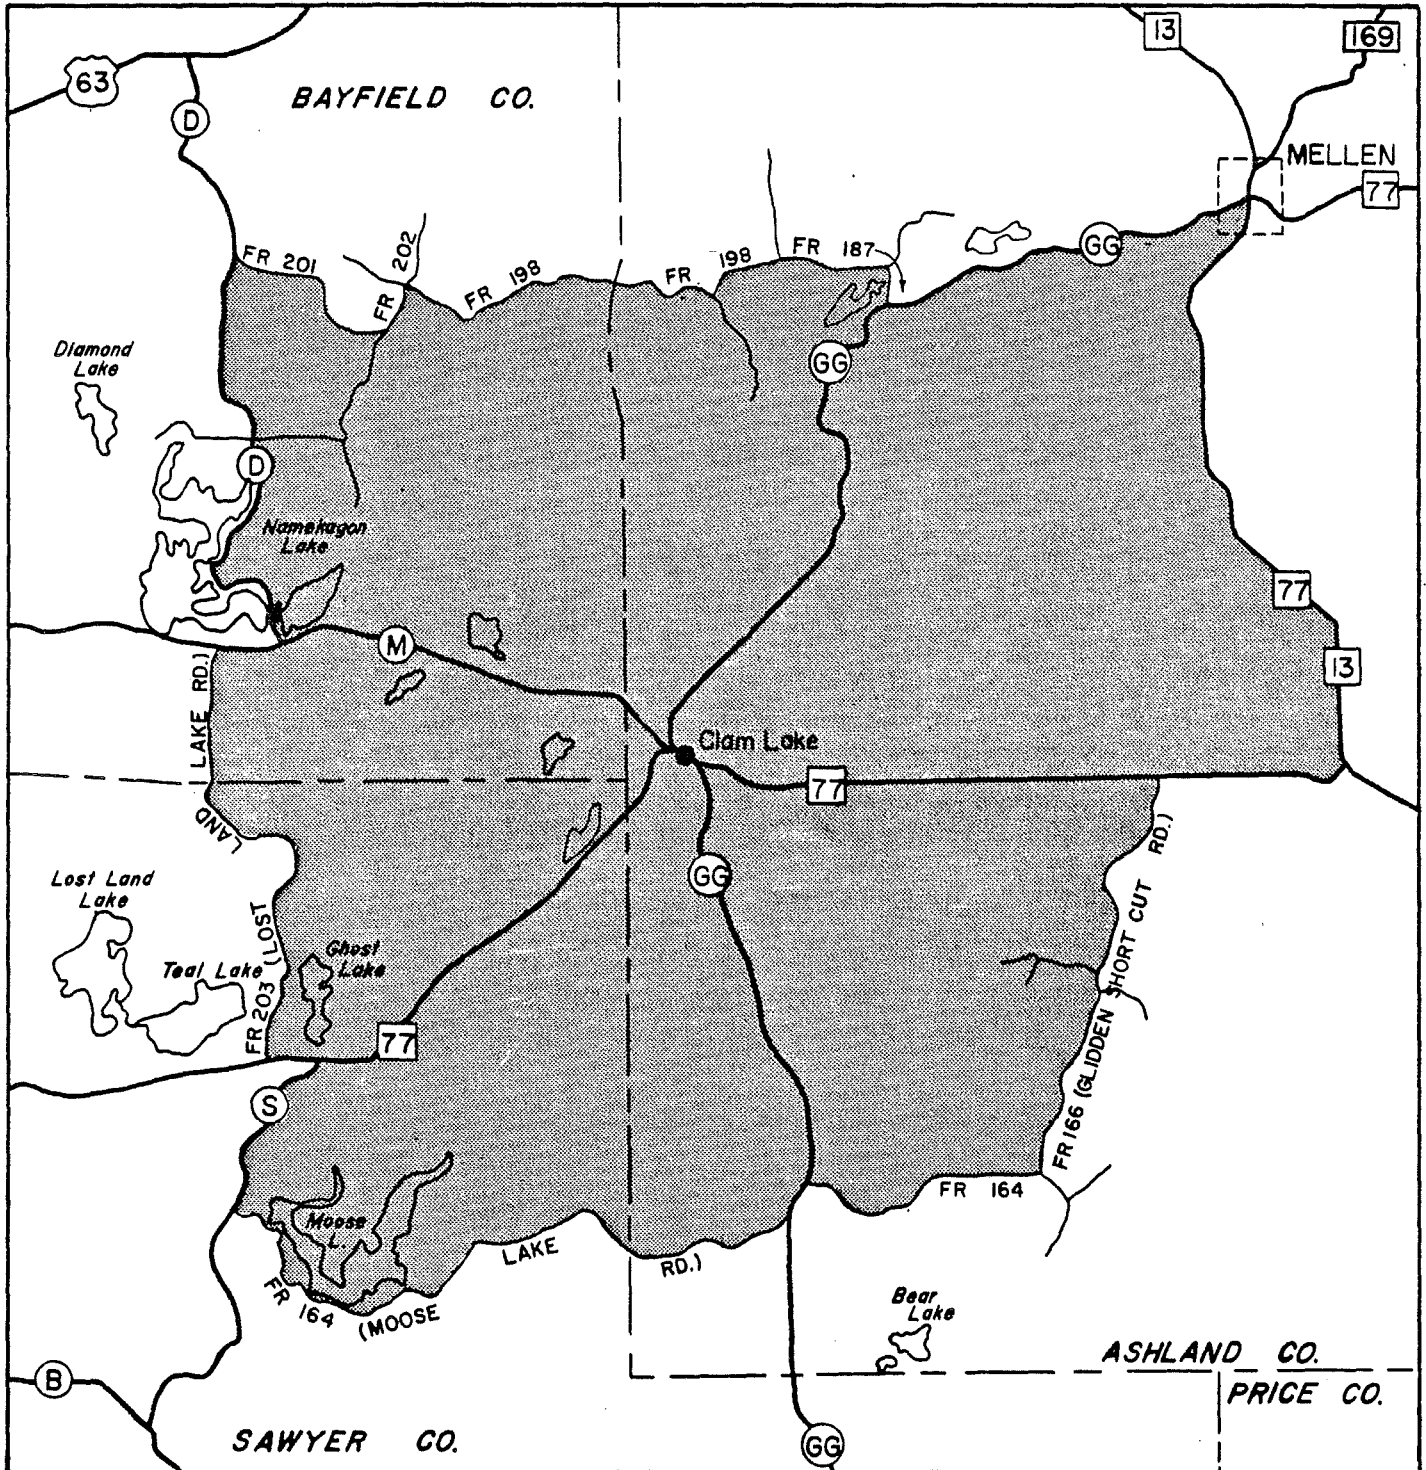 13
169
63
BAYFIELD CO.
D
MELLEN
77
FR 201
FR 202
FR 198
FR 198
FR 187
GG
GG
Diamond
Lake
D
Namekagon
Lake
77
M
13
LAKE RD.)
Clam Lake
77
LAND
GG
Lost Land
Lake
(LOST
Ghost
Lake
Teal Lake
FR 203
77
FR 166 (GLIDDEN SHORT CUT RD.)
S
FR 164
Moose
L.
LAKE
RD.)
FR 164 (MOOSE
Bear
Lake
ASHLAND CO.
B
PRICE CO.
SAWYER CO.
GG